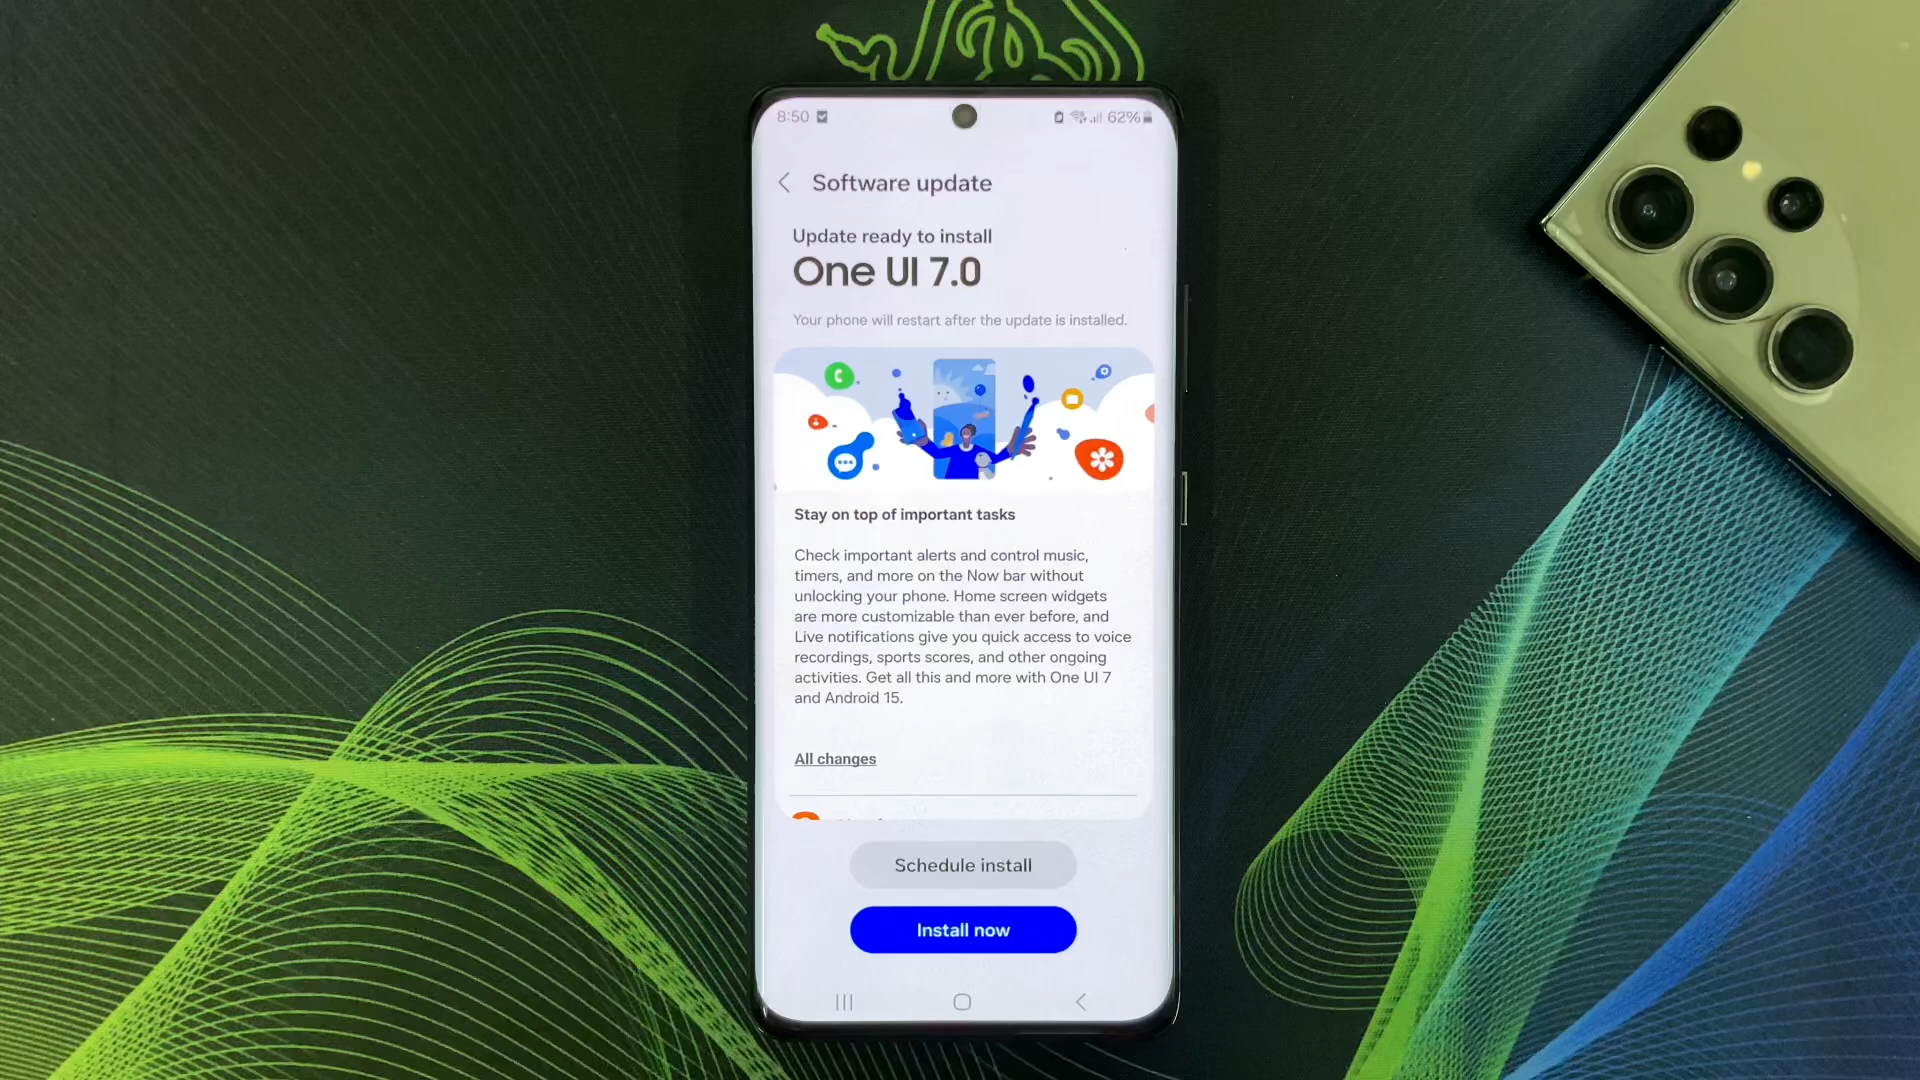 8:50
62%
Software update
Update ready to install
One UI 7.0
Your phone will restart after the update is installed.
Stay on top of important tasks
Check important alerts and control music,
timers, and more on the Now bar without
unlocking your phone. Home screen widgets
are more customizable than ever before, and
Live notifications give you quick access to voice
recordings, sports scores, and other ongoing
activities. Get all this and more with One UI 7
and Android 15.
All changes
Schedule install
Install now